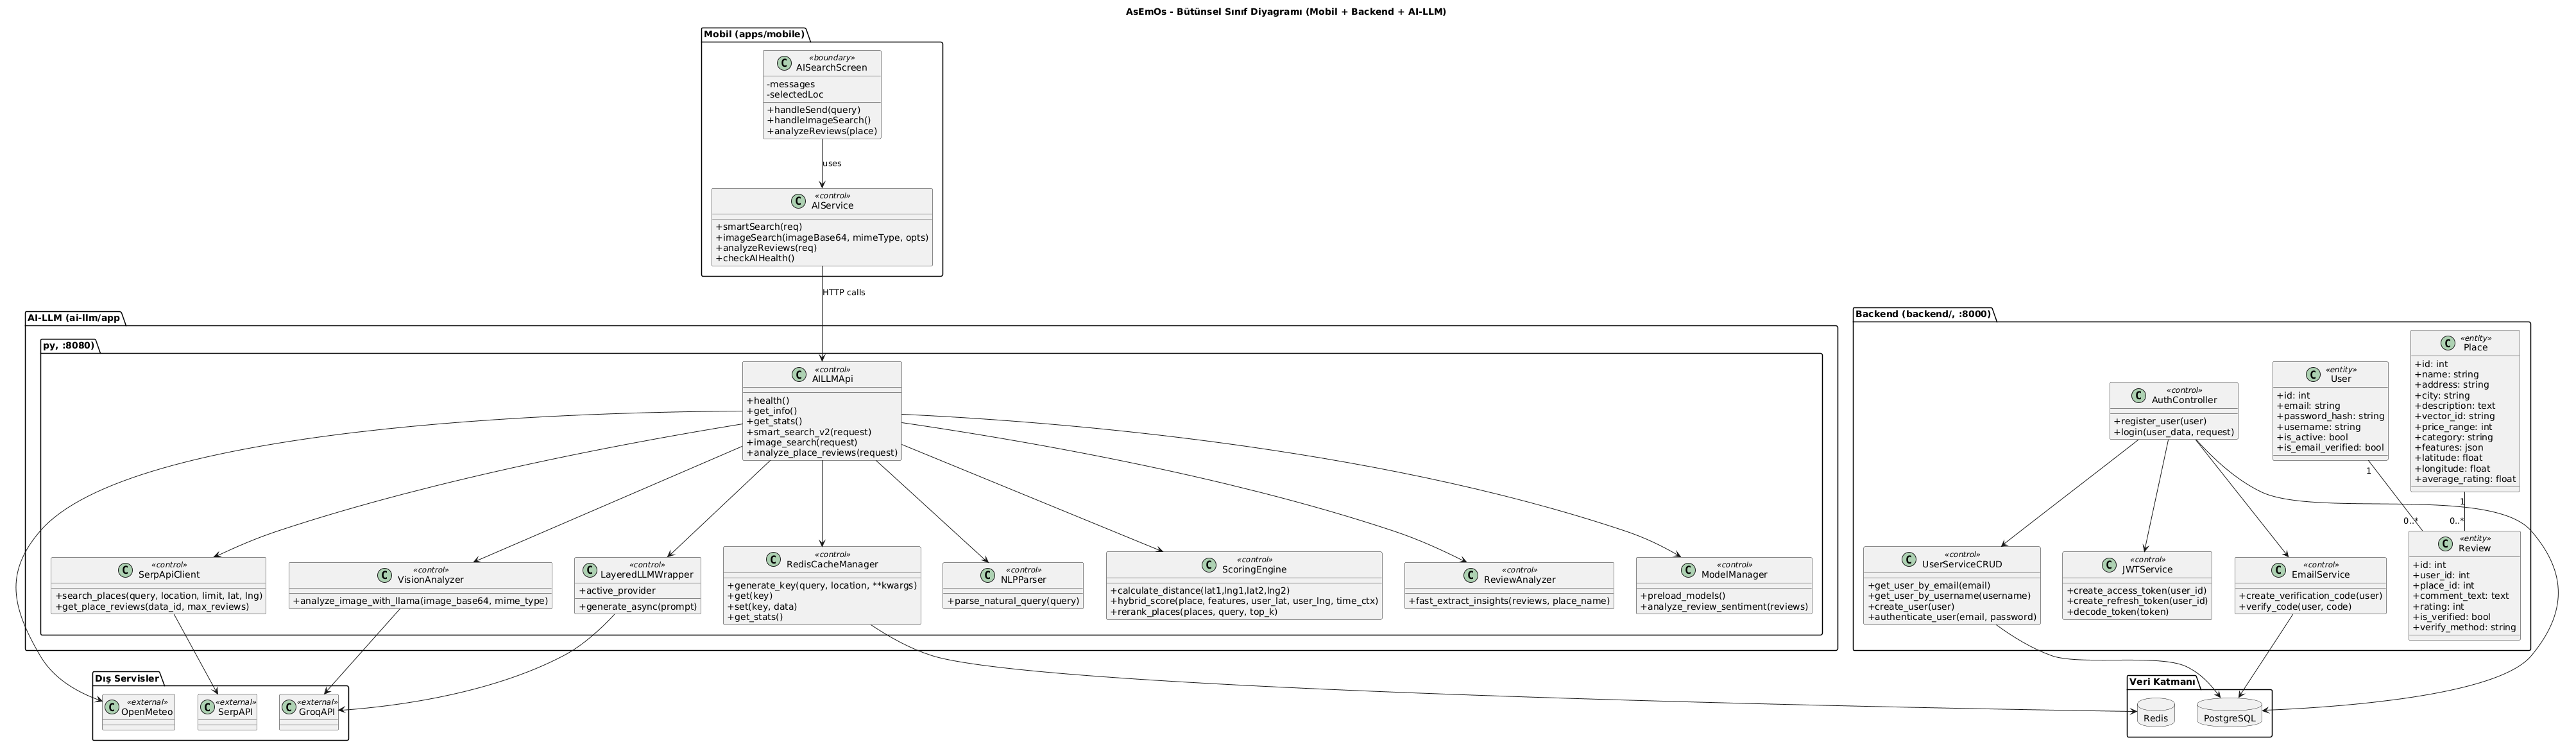 AsEmOs - Bütünsel Sınıf Diyagramı (Mobil + Backend + AI-LLM)
Mobil (apps/mobile)
C
«boundary»
AISearchScreen
-messages
-selectedLoc
+handleSend(query)
+handleImageSearch()
+analyzeReviews(place)
uses
C
«control»
AIService
+smartSearch(req)
+imageSearch(imageBase64, mimeType, opts)
+analyzeReviews(req)
+checkAIHealth()
HTTP calls
AI-LLM (ai-llm/app
py, :8080)
C
«control»
AILLMApi
+health()
+get_info()
+get_stats()
+smart_search_v2(request)
+image_search(request)
+analyze_place_reviews(request)
C
«control»
SerpApiClient
+search_places(query, location, limit, lat, lng)
+get_place_reviews(data_id, max_reviews)
C
«control»
VisionAnalyzer
+analyze_image_with_llama(image_base64, mime_type)
C
«control»
LayeredLLMWrapper
+active_provider
+generate_async(prompt)
C
«control»
RedisCacheManager
+generate_key(query, location, **kwargs)
+get(key)
+set(key, data)
+get_stats()
C
«control»
NLPParser
+parse_natural_query(query)
C
«control»
ScoringEngine
+calculate_distance(lat1,lng1,lat2,lng2)
+hybrid_score(place, features, user_lat, user_lng, time_ctx)
+rerank_places(places, query, top_k)
C
«control»
ReviewAnalyzer
+fast_extract_insights(reviews, place_name)
C
«control»
ModelManager
+preload_models()
+analyze_review_sentiment(reviews)
Backend (backend/, :8000)
C
«control»
AuthController
+register_user(user)
+login(user_data, request)
C
«entity»
User
+id: int
+email: string
+password_hash: string
+username: string
+is_active: bool
+is_email_verified: bool
C
«entity»
Place
+id: int
+name: string
+address: string
+city: string
+description: text
+vector_id: string
+price_range: int
+category: string
+features: json
+latitude: float
+longitude: float
+average_rating: float
1
0..*
1
0..*
C
«control»
UserServiceCRUD
+get_user_by_email(email)
+get_user_by_username(username)
+create_user(user)
+authenticate_user(email, password)
C
«control»
JWTService
+create_access_token(user_id)
+create_refresh_token(user_id)
+decode_token(token)
C
«control»
EmailService
+create_verification_code(user)
+verify_code(user, code)
C
«entity»
Review
+id: int
+user_id: int
+place_id: int
+comment_text: text
+rating: int
+is_verified: bool
+verify_method: string
Dış Servisler
C
«external»
OpenMeteo
C
«external»
SerpAPI
C
«external»
GroqAPI
Veri Katmanı
Redis
PostgreSQL